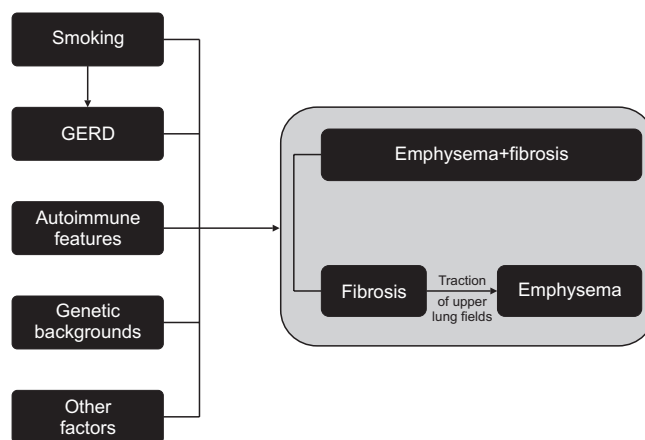 Smoking
GERD
Autoimmune
features
Genetic
backgrounds
Other
factors
Emphysema+fibrosis
Fibrosis
Traction
of upper
lung fields
Emphysema